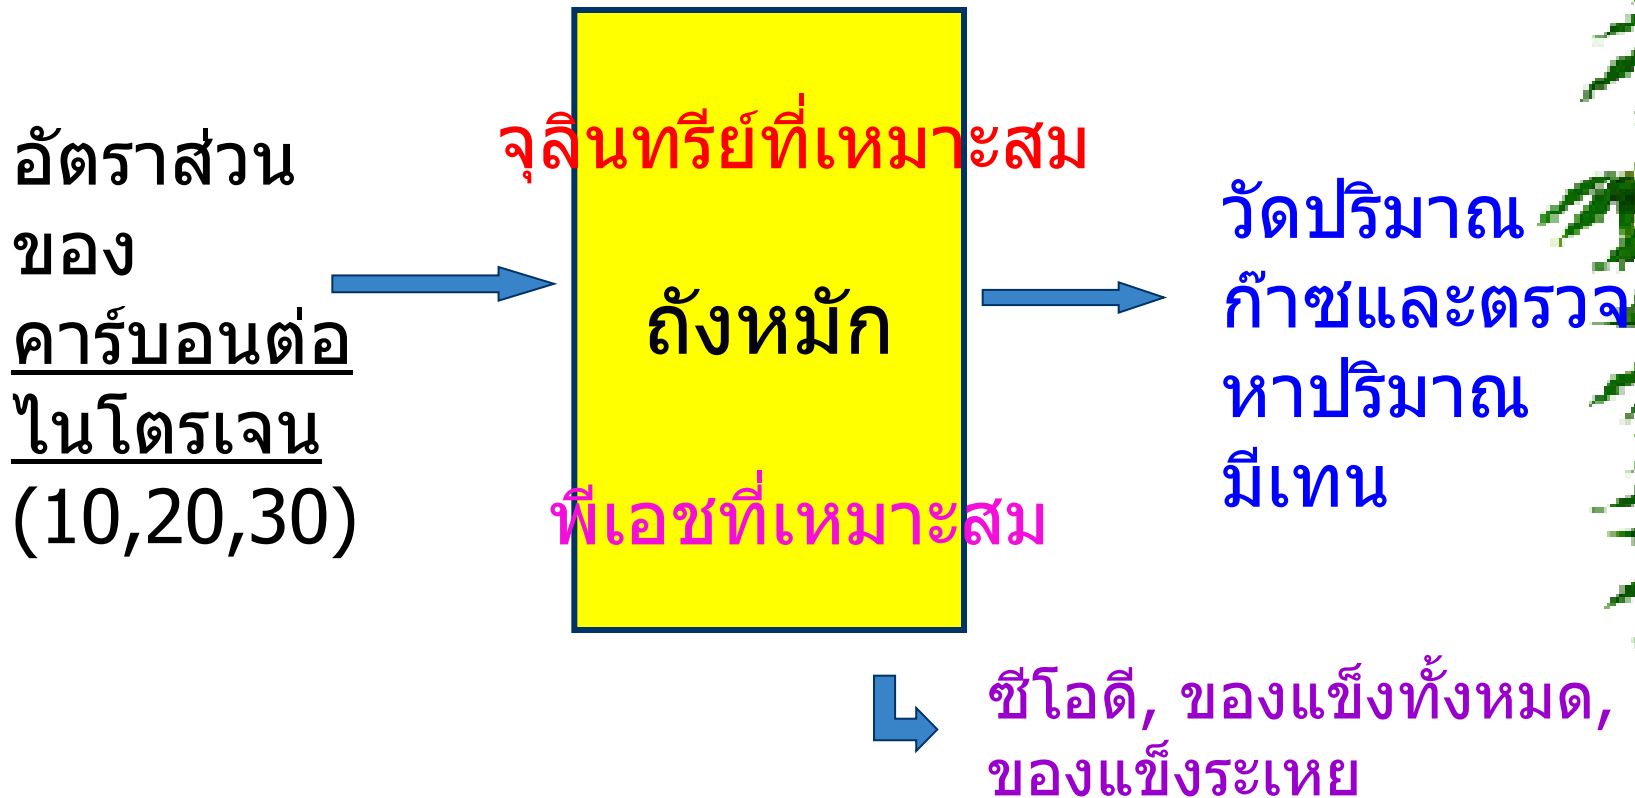 อัตราส่วน
ของ
คาร์บอนต่อ
ไนโตรเจน
(10,20,30)
จุลินทรีย์ที่เหมาะสม
ถังหมัก
พีเอชที่เหมาะสม
วัดปริมาณ
ก๊าซและตรวจ
หาปริมาณ
มีเทน
ซีโอดี, ของแข็งทั้งหมด,
ของแข็งระเหย